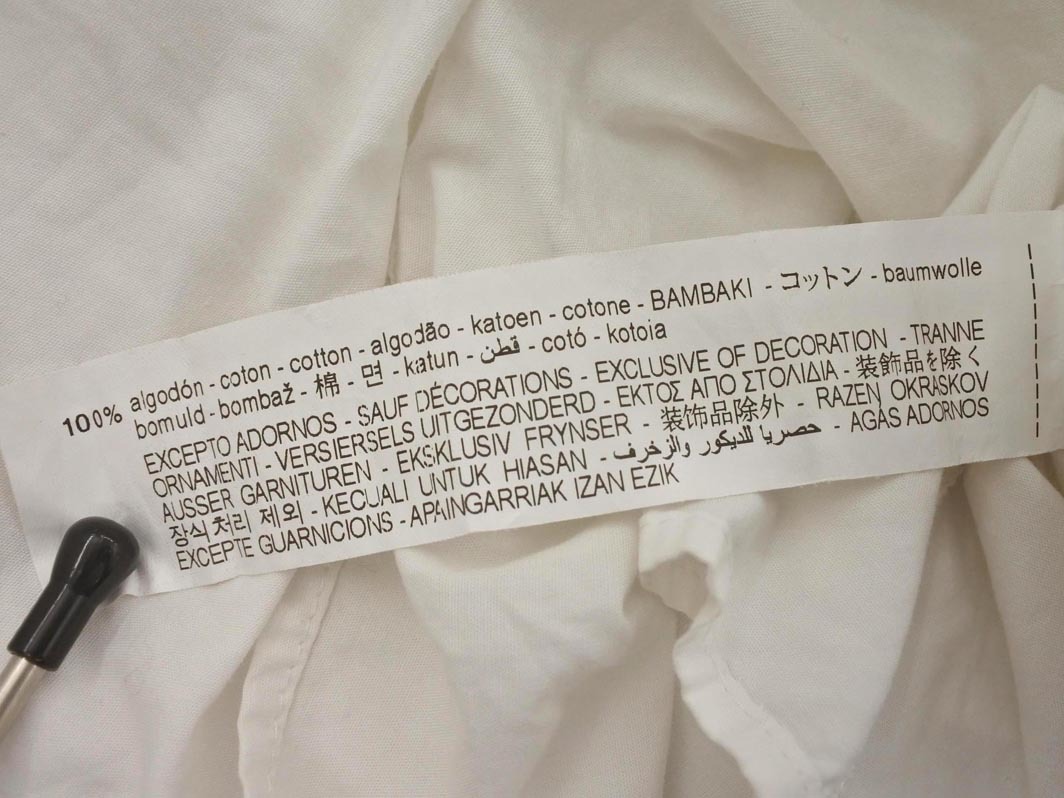 100% algodón - coton - cotton - algodão - katoen - cotone - BAMBAKI - コットン - baumwolle
bomuld - bombaž - 棉 - 면 - katun - قطن - cotó - kotoia
EXCEPTO ADORNOS - SAUF DÉCORATIONS - EXCLUSIVE OF DECORATION - TRANNE
ORNAMENTI - VERSIERSELS UITGEZONDERD - ΕΚΤΟΣ ΑΠΟ ΣΤΟΛΙΔΙΑ - 装飾品を除く
AUSSER GARNITUREN - EKSKLUSIV FRYNSER - 装饰品除外 - RAZEN OKRASKOV
장식 처리 제외 - KECUALI UNTUK HIASAN - حصريا للديكور والزخرف - AGAS ADORNOS
EXCEPTE GUARNICIONS - APAINGARRIAK IZAN EZIK